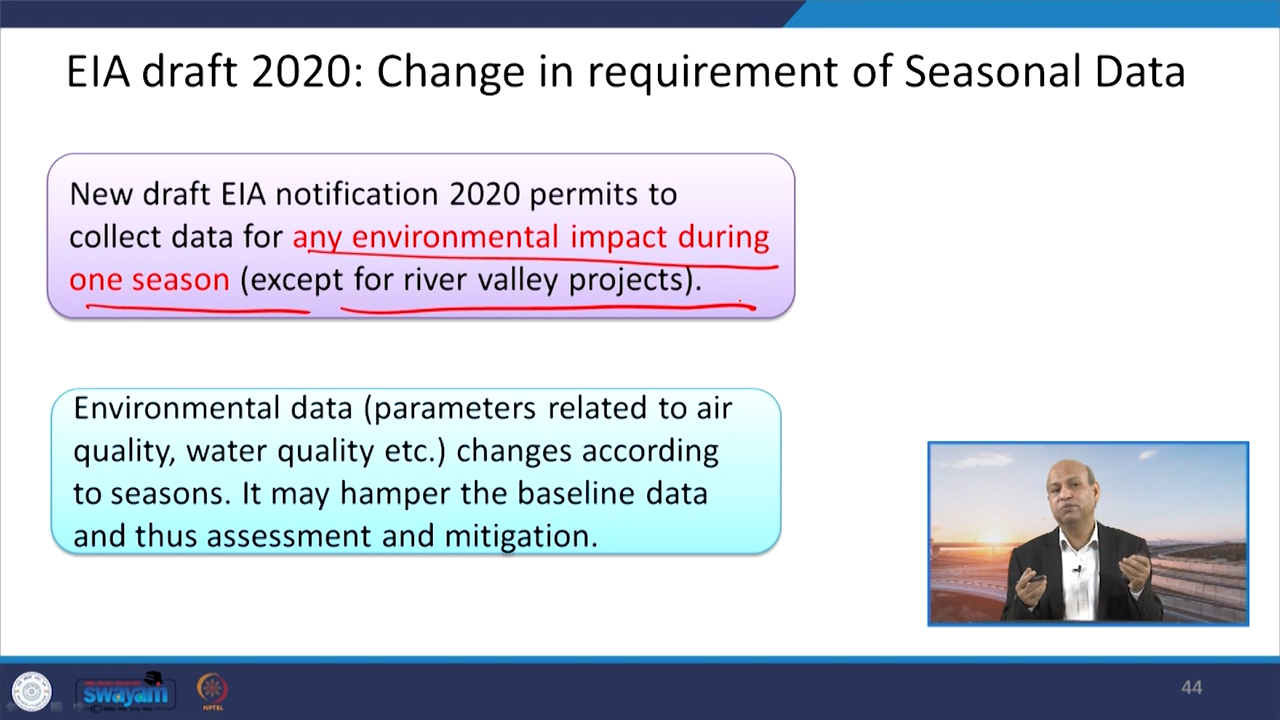 EIA draft 2020: Change in requirement of Seasonal Data
New draft EIA notification 2020 permits to
collect data for any environmental impact during
one season (except for river valley projects).
Environmental data (parameters related to air
quality, water quality etc.) changes according
to seasons. It may hamper the baseline data
and thus assessment and mitigation.
swayam
NPTEL
44